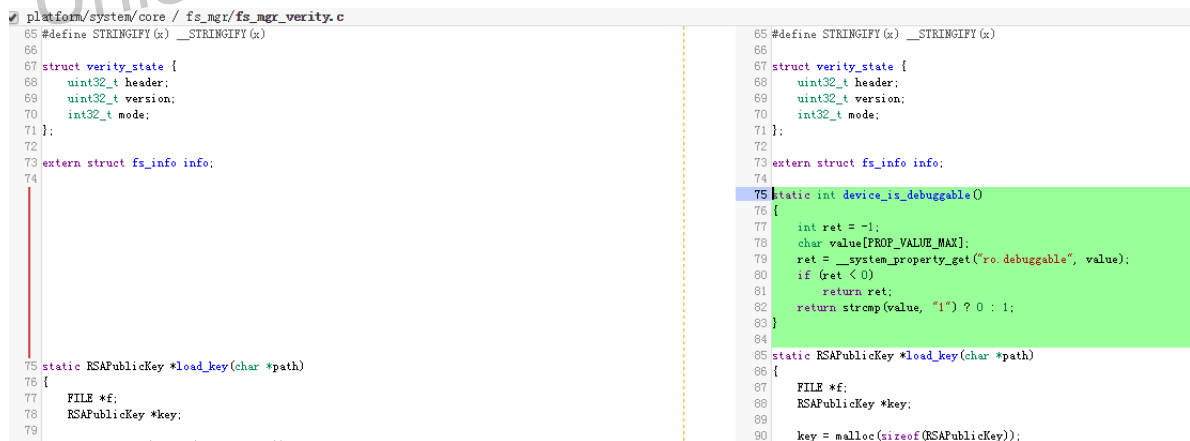 platform/system/core / fs_mgr/fs_mgr_verity.c
65 #define STRINGIFY(x) __STRINGIFY(x)
66
67 struct verity_state {
68 uint32_t header;
69 uint32_t version;
70 int32_t mode;
71 };
72
73 extern struct fs_info info;
74
75 static RSAPublicKey *load_key(char *path)
76 {
77 FILE *f;
78 RSAPublicKey *key;
79
65 #define STRINGIFY(x) __STRINGIFY(x)
66
67 struct verity_state {
68 uint32_t header;
69 uint32_t version;
70 int32_t mode;
71 };
72
73 extern struct fs_info info;
74
75 static int device_is_debuggable()
76 {
77 int ret = -1;
78 char value[PROP_VALUE_MAX];
79 ret = __system_property_get("ro.debuggable", value);
80 if (ret < 0)
81 return ret;
82 return strcmp(value, "1") ? 0 : 1;
83 }
84
85 static RSAPublicKey *load_key(char *path)
86 {
87 FILE *f;
88 RSAPublicKey *key;
89
90 key = malloc(sizeof(RSAPublicKey));